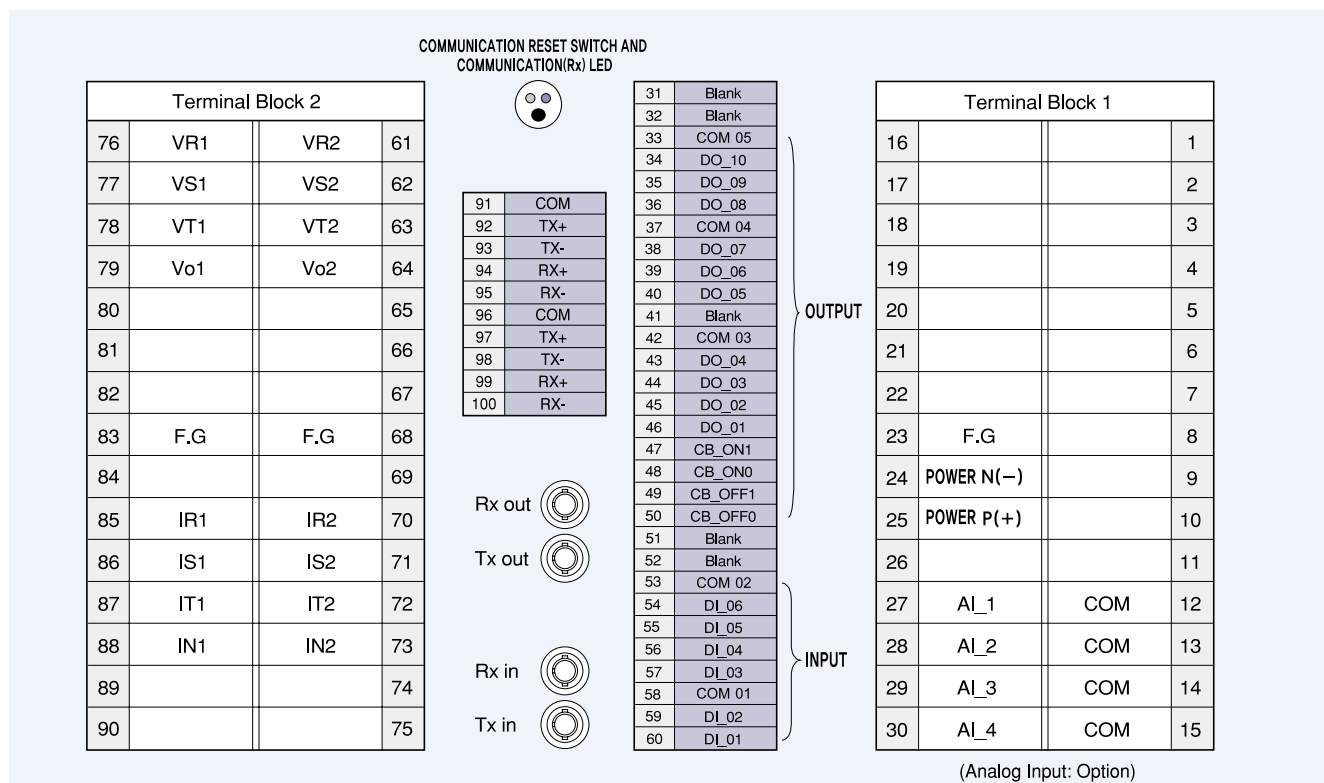 COMMUNICATION RESET SWITCH AND
COMMUNICATION(Rx) LED
Terminal Block 2
76 VR1 VR2 61
77 VS1 VS2 62
78 VT1 VT2 63
79 Vo1 Vo2 64
80 65
81 66
82 67
83 F.G F.G 68
84 69
85 IR1 IR2 70
86 IS1 IS2 71
87 IT1 IT2 72
88 IN1 IN2 73
89 74
90 75
91 COM
92 TX+
93 TX-
94 RX+
95 RX-
96 COM
97 TX+
98 TX-
99 RX+
100 RX-
Rx out
Tx out
Rx in
Tx in
31 Blank
32 Blank
33 COM 05
34 DO_10
35 DO_09
36 DO_08
37 COM 04
38 DO_07
39 DO_06
40 DO_05
41 Blank
42 COM 03
43 DO_04
44 DO_03
45 DO_02
46 DO_01
47 CB_ON1
48 CB_ON0
49 CB_OFF1
50 CB_OFF0
51 Blank
52 Blank
53 COM 02
54 DI_06
55 DI_05
56 DI_04
57 DI_03
58 COM 01
59 DI_02
60 DI_01
OUTPUT
INPUT
Terminal Block 1
16 1
17 2
18 3
19 4
20 5
21 6
22 7
23 F.G 8
24 POWER N(−) 9
25 POWER P(+) 10
26 11
27 AI_1 COM 12
28 AI_2 COM 13
29 AI_3 COM 14
30 AI_4 COM 15
(Analog Input: Option)